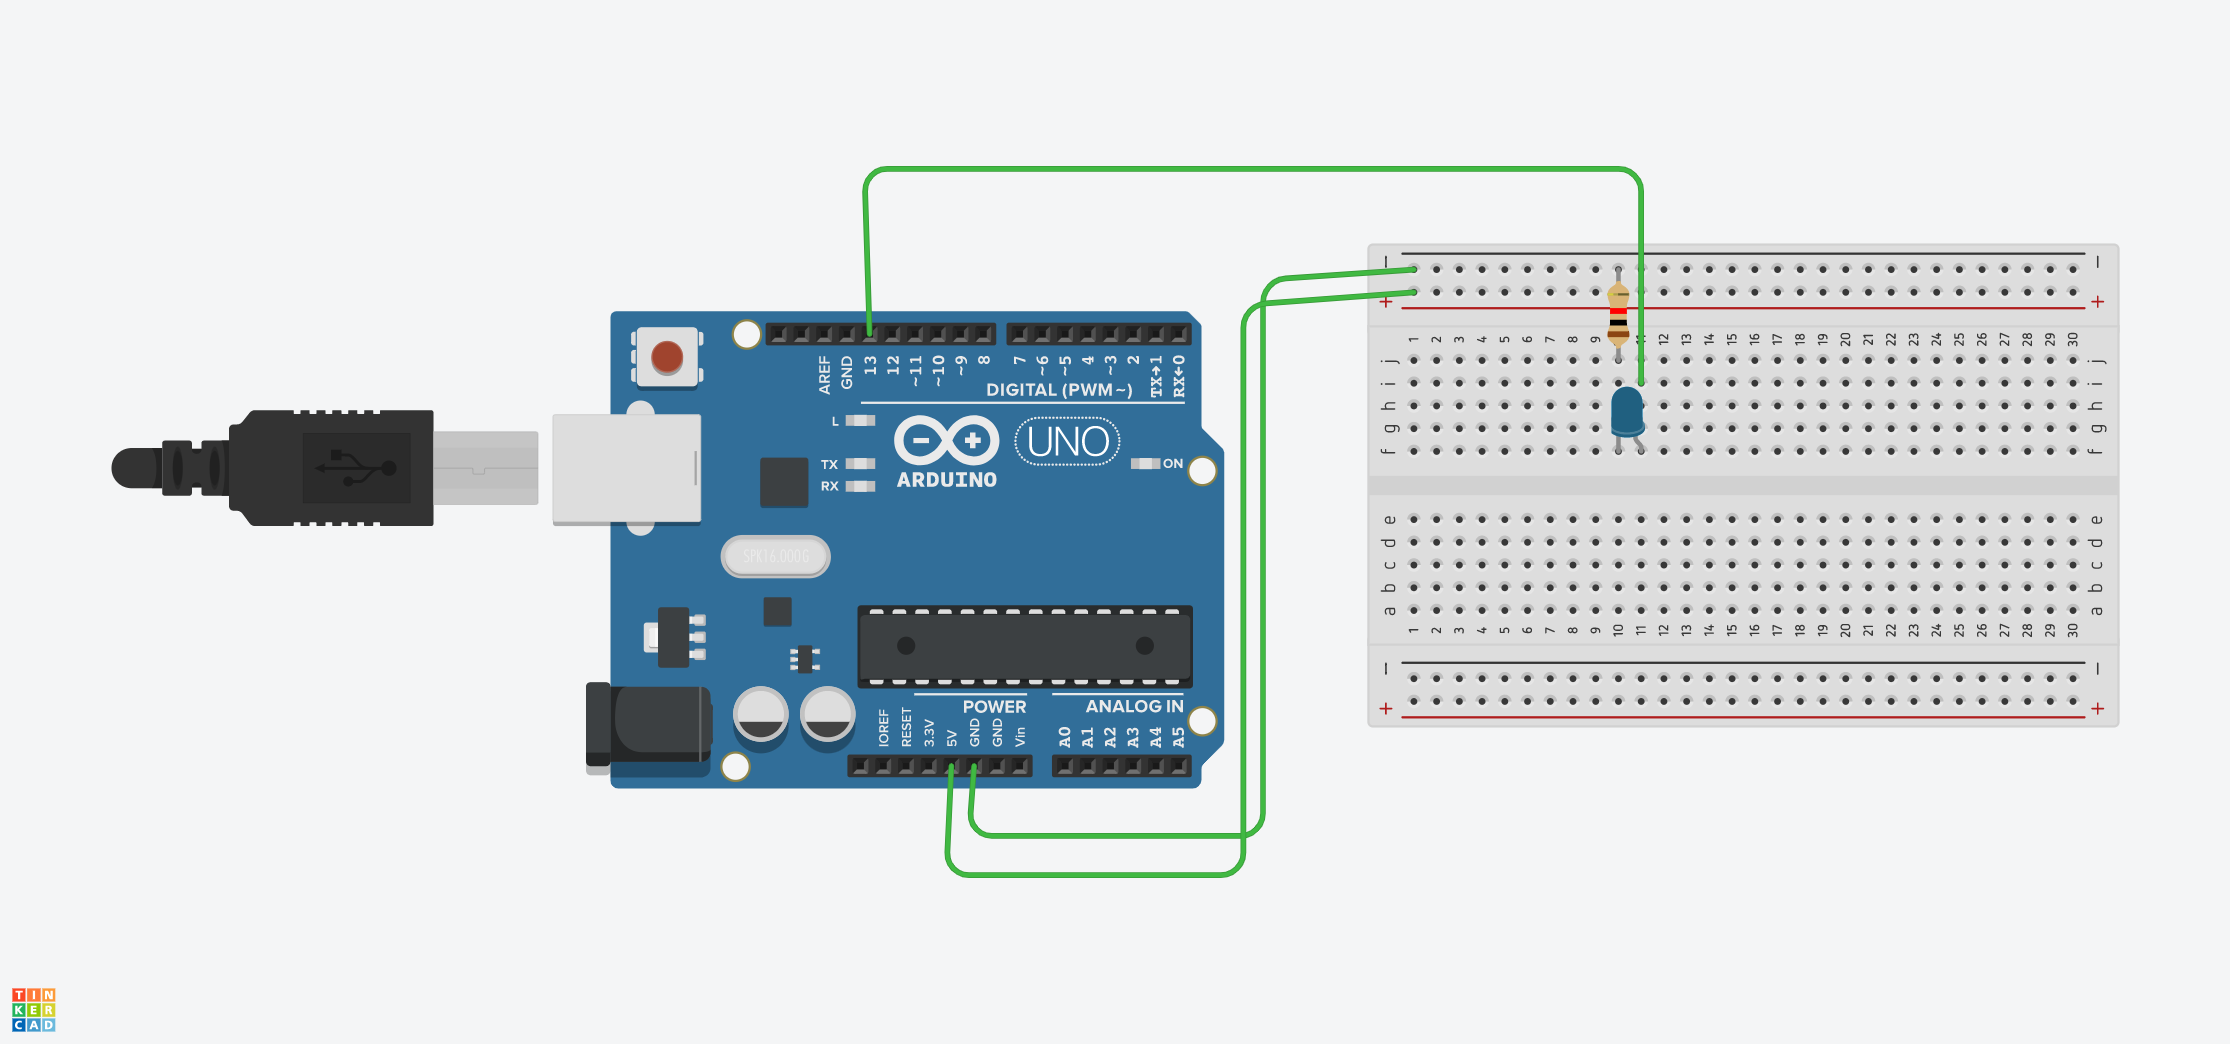 AREF
GND
13
12
~11
~10
~9
8
7
~6
~5
4
~3
2
TX→1
RX←0
DIGITAL (PWM~)
L
TX
RX
UNO
ON
ARDUINO
SPK16.000G
POWER
ANALOG IN
IOREF
RESET
3.3V
5V
GND
GND
Vin
A0
A1
A2
A3
A4
A5
− −
+ +
1 2 3 4 5 6 7 8 9 10 11 12 13 14 15 16 17 18 19 20 21 22 23 24 25 26 27 28 29 30
j j
i i
h h
g g
f f
e e
d d
c c
b b
a a
1 2 3 4 5 6 7 8 9 10 11 12 13 14 15 16 17 18 19 20 21 22 23 24 25 26 27 28 29 30
− −
+ +
TIN
KER
CAD